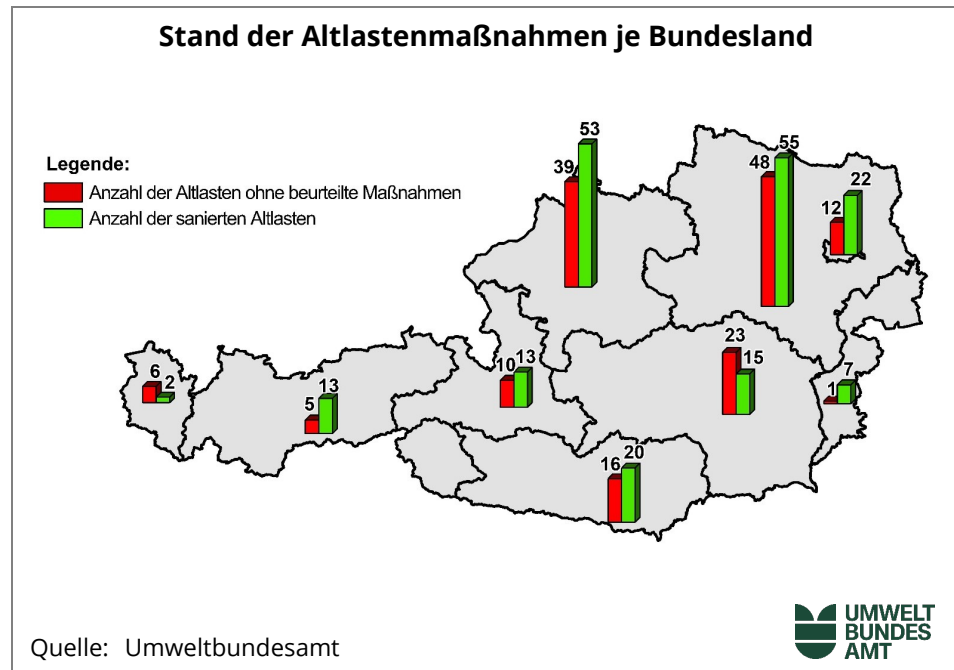 Stand der Altlastenmaßnahmen je Bundesland
Legende:
Anzahl der Altlasten ohne beurteilte Maßnahmen
Anzahl der sanierten Altlasten
39 53
48 55
12 22
23 15
1 7
10 13
6 2
5 13
16 20
Quelle: Umweltbundesamt
UMWELT
BUNDES
AMT